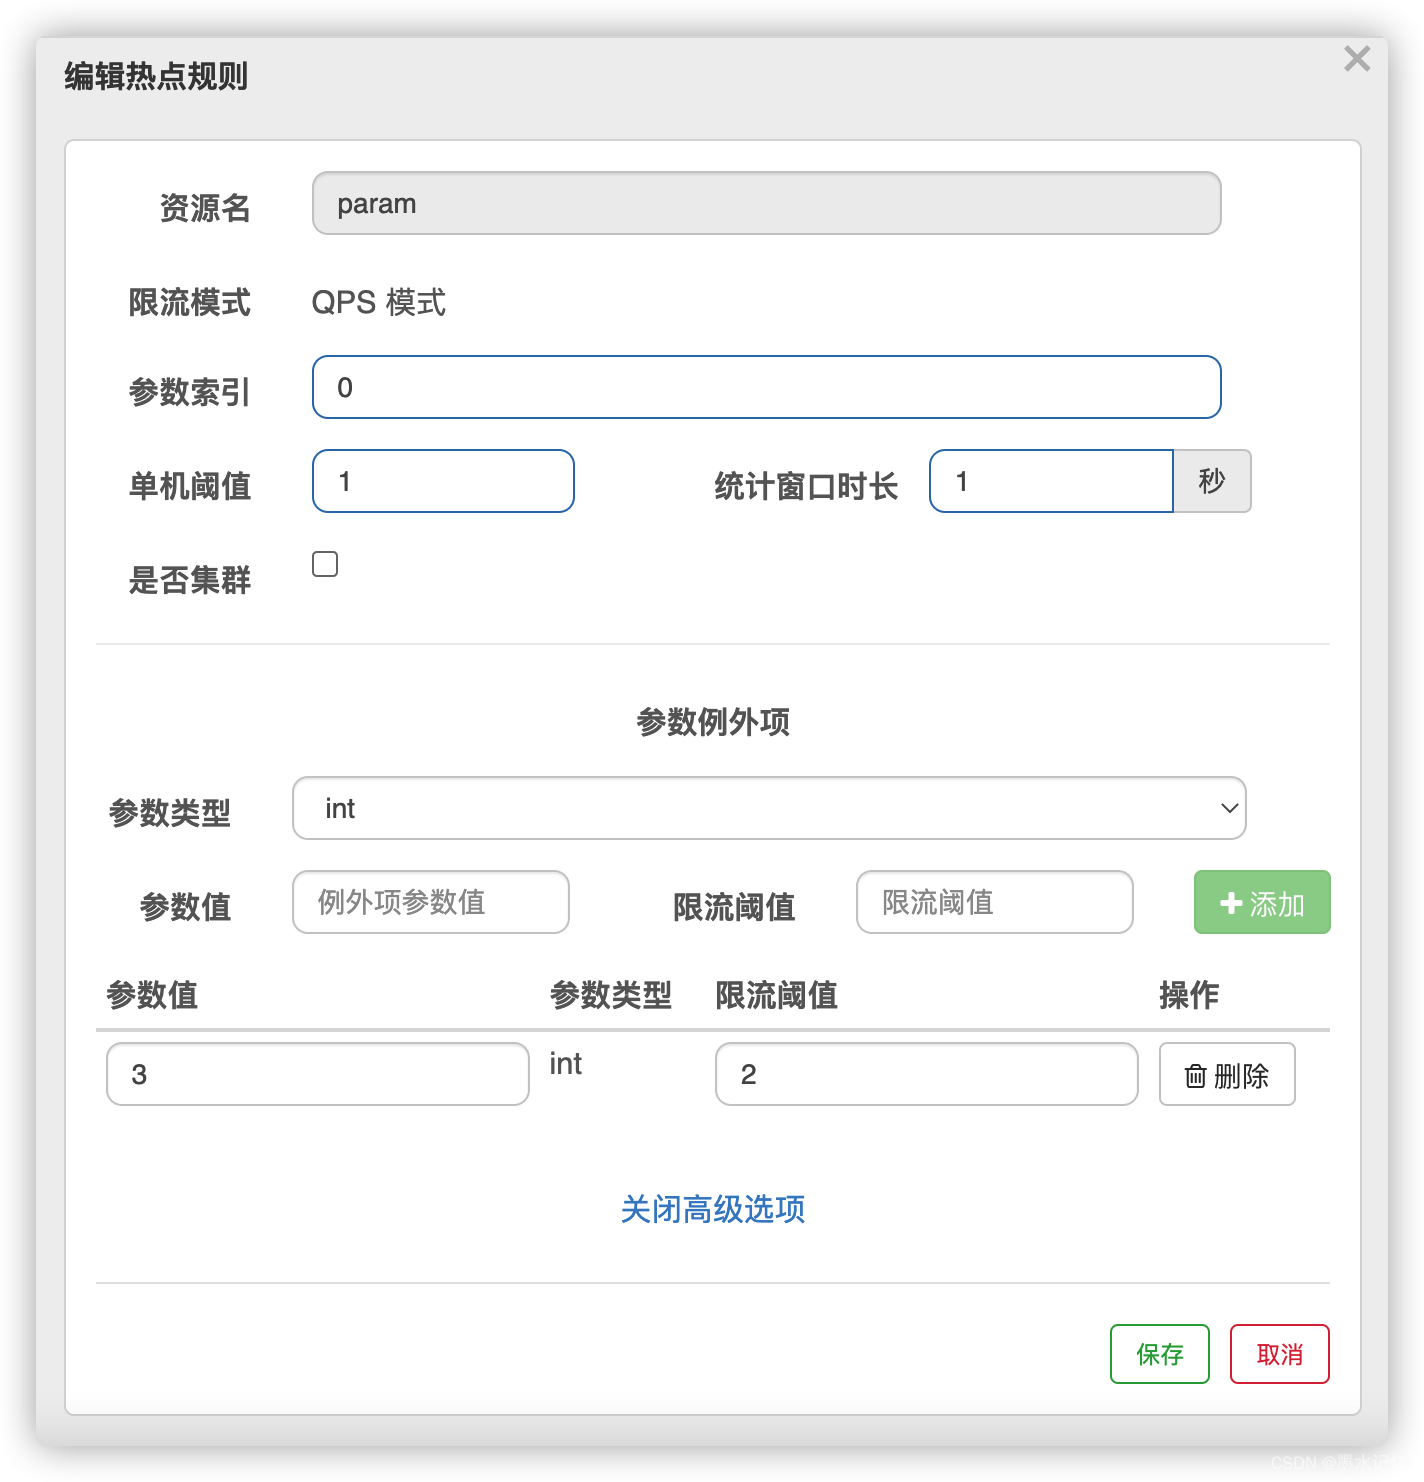 编辑热点规则
资源名 param
限流模式 QPS 模式
参数索引 0
单机阈值 1 统计窗口时长 1 秒
是否集群
参数例外项
参数类型 int
参数值 例外项参数值 限流阈值 限流阈值 添加
参数值 参数类型 限流阈值 操作
3 int 2 删除
关闭高级选项
保存 取消
CSDN @墨水记